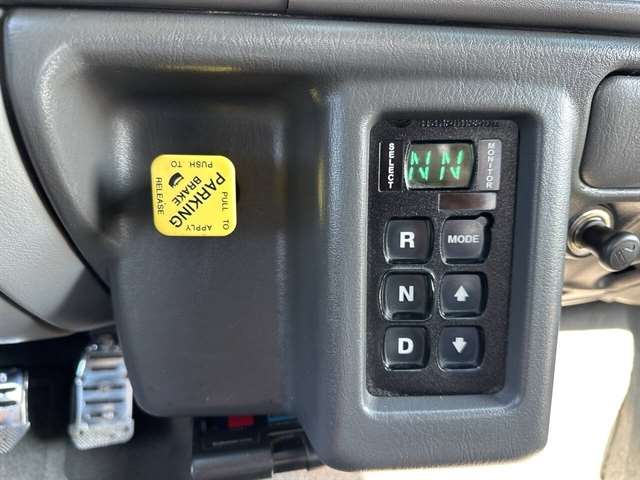 PULL TO
APPLY
PARKING
BRAKE
PUSH TO
RELEASE
SELECT
NN
MONITOR
R
MODE
N
D